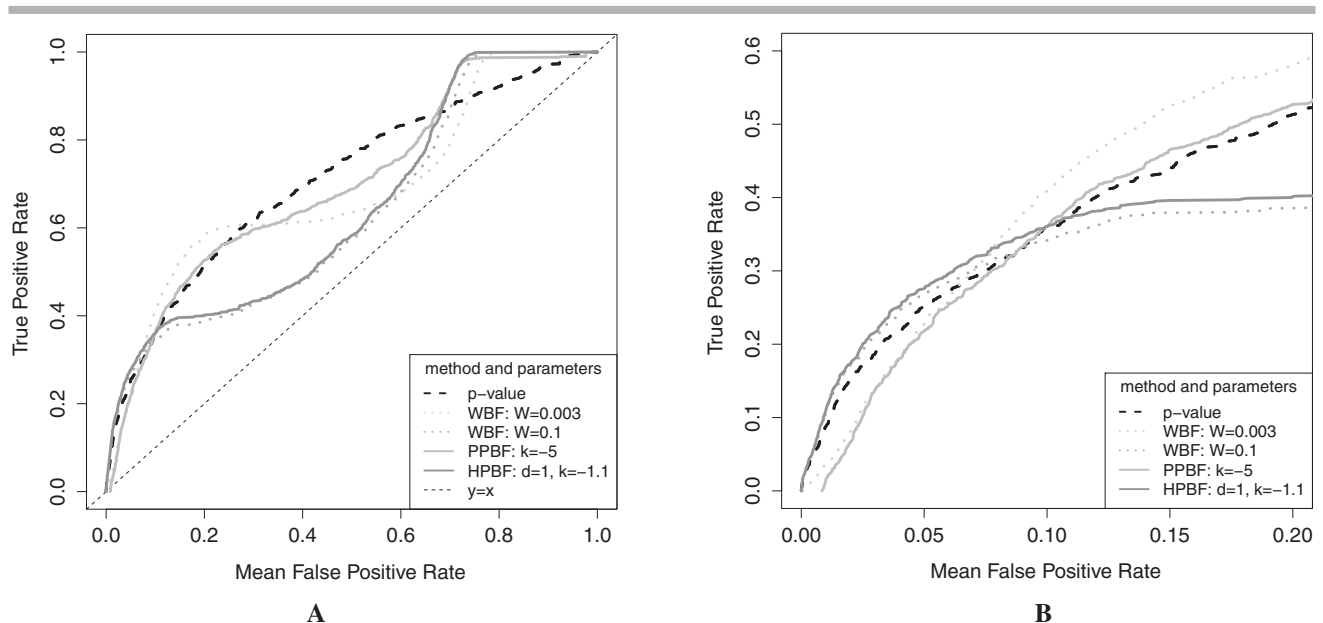 1.0
0.8
0.6
0.4
0.2
0.0
True Positive Rate
0.0 0.2 0.4 0.6 0.8 1.0
Mean False Positive Rate
method and parameters
p−value
WBF: W=0.003
WBF: W=0.1
PPBF: k=−5
HPBF: d=1, k=−1.1
y=x
A
0.6
0.5
0.4
0.3
0.2
0.1
0.0
True Positive Rate
0.00 0.05 0.10 0.15 0.20
Mean False Positive Rate
method and parameters
p−value
WBF: W=0.003
WBF: W=0.1
PPBF: k=−5
HPBF: d=1, k=−1.1
B